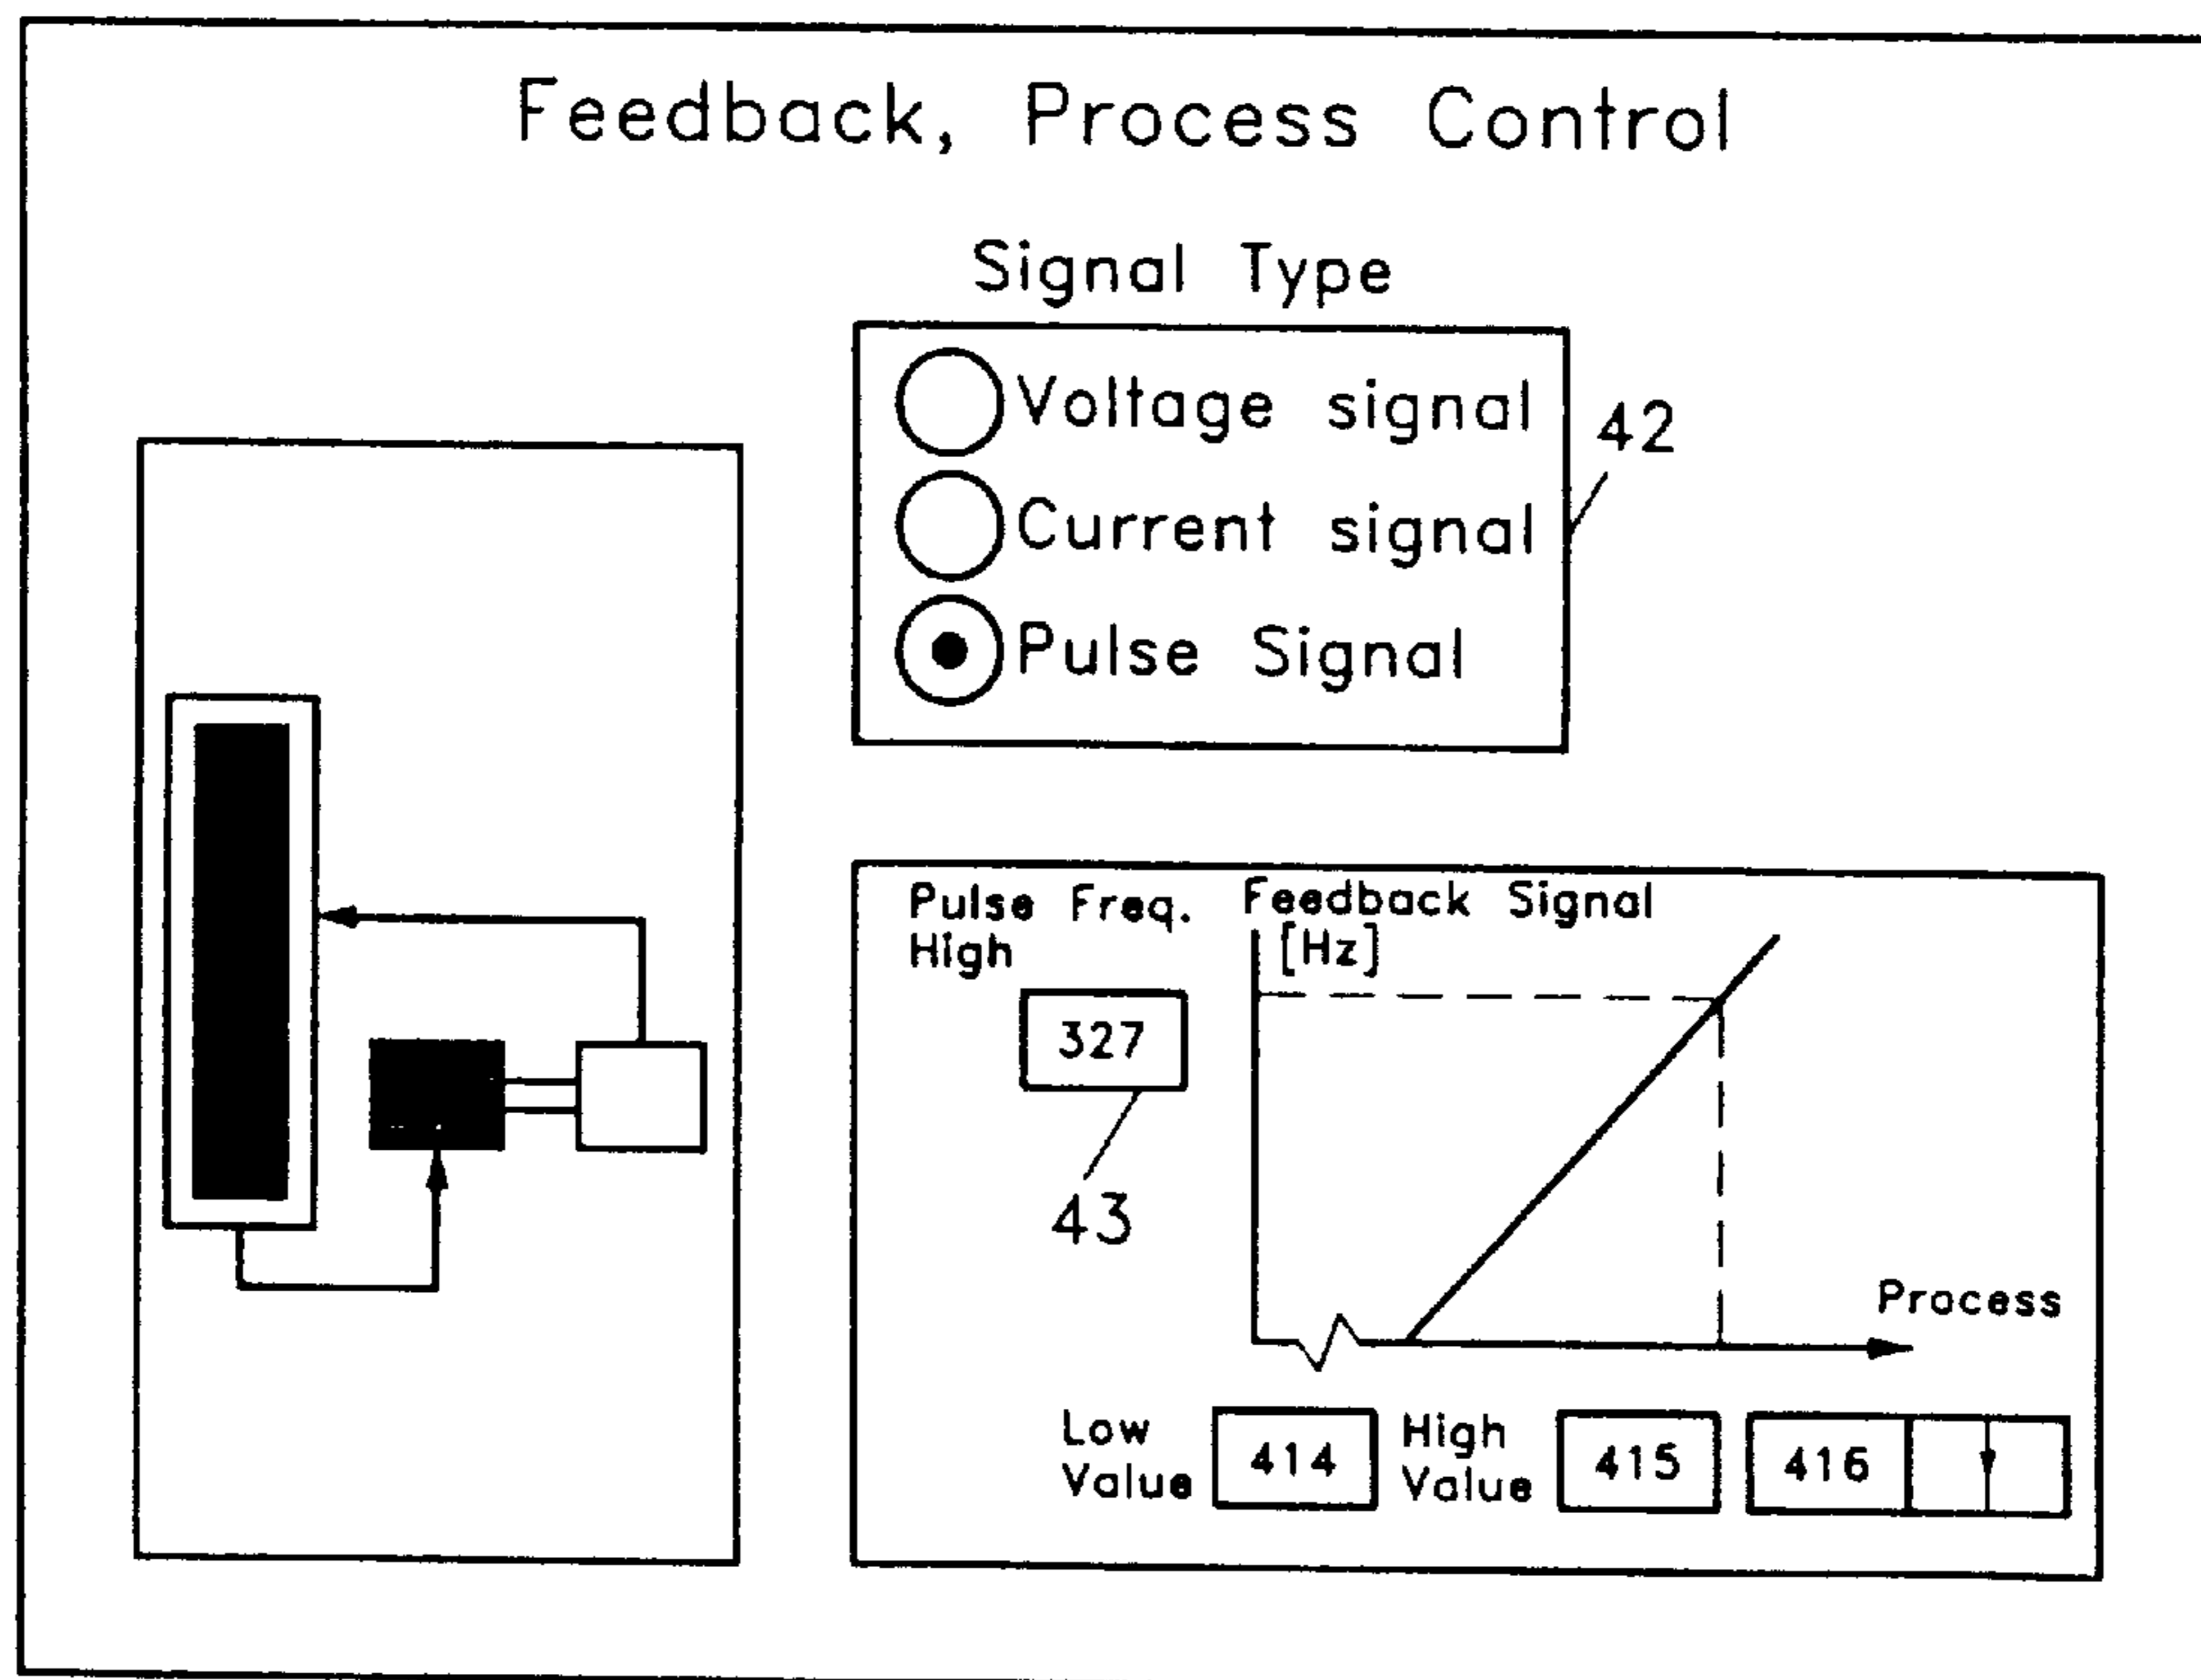 Feedback, Process Control
Signal Type
Voltage signal
Current signal
Pulse Signal
42
Pulse Freq.
High
327
43
Feedback Signal
[Hz]
Process
Low
Value
414
High
Value
415
416